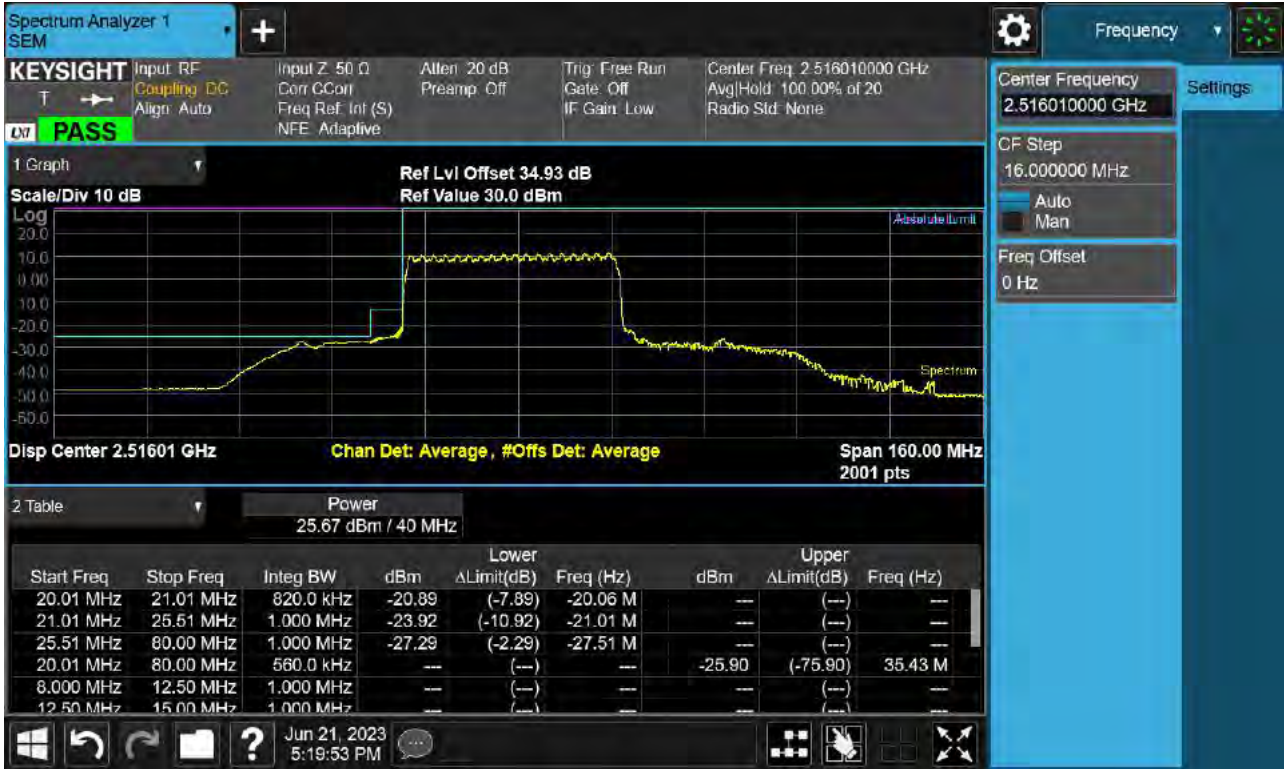 Spectrum Analyzer 1
SEM
Frequency
KEYSIGHT
Input: RF
Coupling: DC
Align: Auto
Input Z: 50 Ω
Corr CCorr
Freq Ref: Int (S)
NFE: Adaptive
Atten: 20 dB
Preamp: Off
Trig: Free Run
Gate: Off
IF Gain: Low
Center Freq: 2.516010000 GHz
Avg|Hold: 100.00% of 20
Radio Std: None
LXI PASS
Center Frequency
2.516010000 GHz
Settings
CF Step
16.000000 MHz
Auto
Man
Freq Offset
0 Hz
1 Graph
Scale/Div 10 dB
Ref Lvl Offset 34.93 dB
Ref Value 30.0 dBm
Log
20.0
10.0
0.00
10.0
-20.0
-30.0
-40.0
-50.0
-60.0
Absolute Limit
Spectrum
Disp Center 2.51601 GHz
Chan Det: Average, #Offs Det: Average
Span 160.00 MHz
2001 pts
2 Table
Power
25.67 dBm / 40 MHz
Lower Upper
Start Freq Stop Freq Integ BW dBm ΔLimit(dB) Freq (Hz) dBm ΔLimit(dB) Freq (Hz)
20.01 MHz 21.01 MHz 820.0 kHz -20.89 (-7.89) -20.06 M --- (---) ---
21.01 MHz 25.51 MHz 1.000 MHz -23.92 (-10.92) -21.01 M --- (---) ---
25.51 MHz 80.00 MHz 1.000 MHz -27.29 (-2.29) -27.51 M --- (---) ---
20.01 MHz 80.00 MHz 560.0 kHz --- (---) --- -25.90 (-75.90) 35.43 M
8.000 MHz 12.50 MHz 1.000 MHz --- (---) --- --- (---) ---
12.50 MHz 15.00 MHz 1.000 MHz --- (---) --- --- (---) ---
? Jun 21, 2023
5:19:53 PM